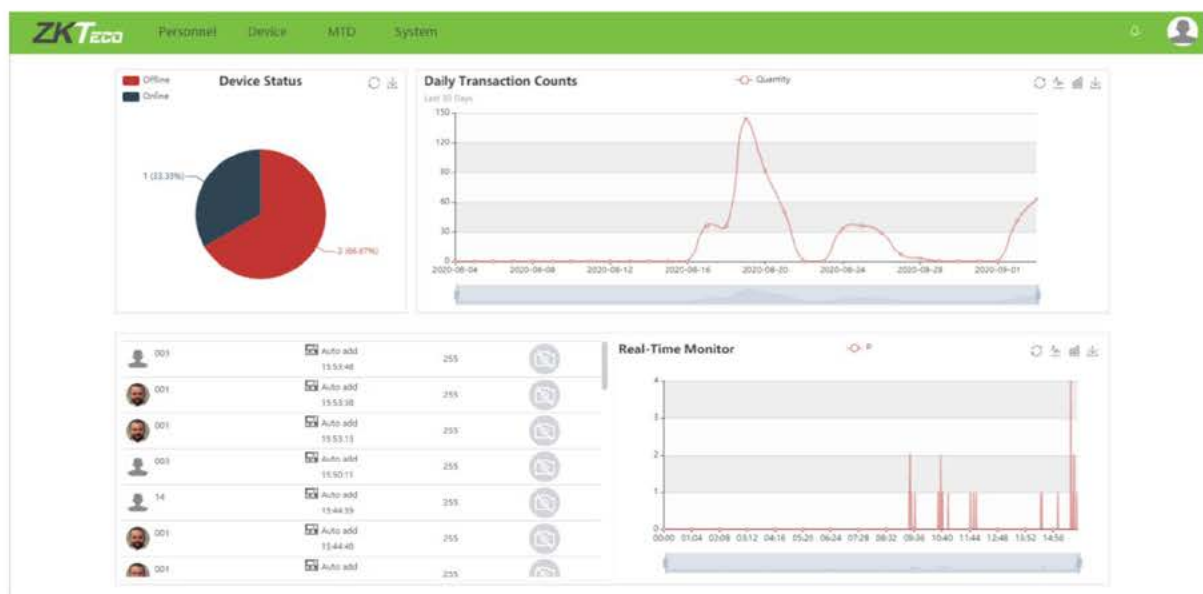 ZKTeco
Personnel Device MTD System
Offline
Online
Device Status
1 (33.33%)
2 (66.67%)
Daily Transaction Counts
Last 30 Days
Quantity
150
120
90
60
30
0
2020-08-04 2020-08-08 2020-08-12 2020-08-16 2020-08-20 2020-08-24 2020-08-28 2020-09-01
003 Auto add 255
15:53:48
001 Auto add 255
15:53:38
001 Auto add 255
15:53:13
003 Auto add 255
15:50:11
14 Auto add 255
15:44:59
001 Auto add 255
15:44:48
001 Auto add 255
Real-Time Monitor
P
4
3
2
1
0
00:00 01:04 02:08 03:12 04:16 05:25 06:24 07:28 08:32 09:36 10:40 11:44 12:48 13:52 14:56